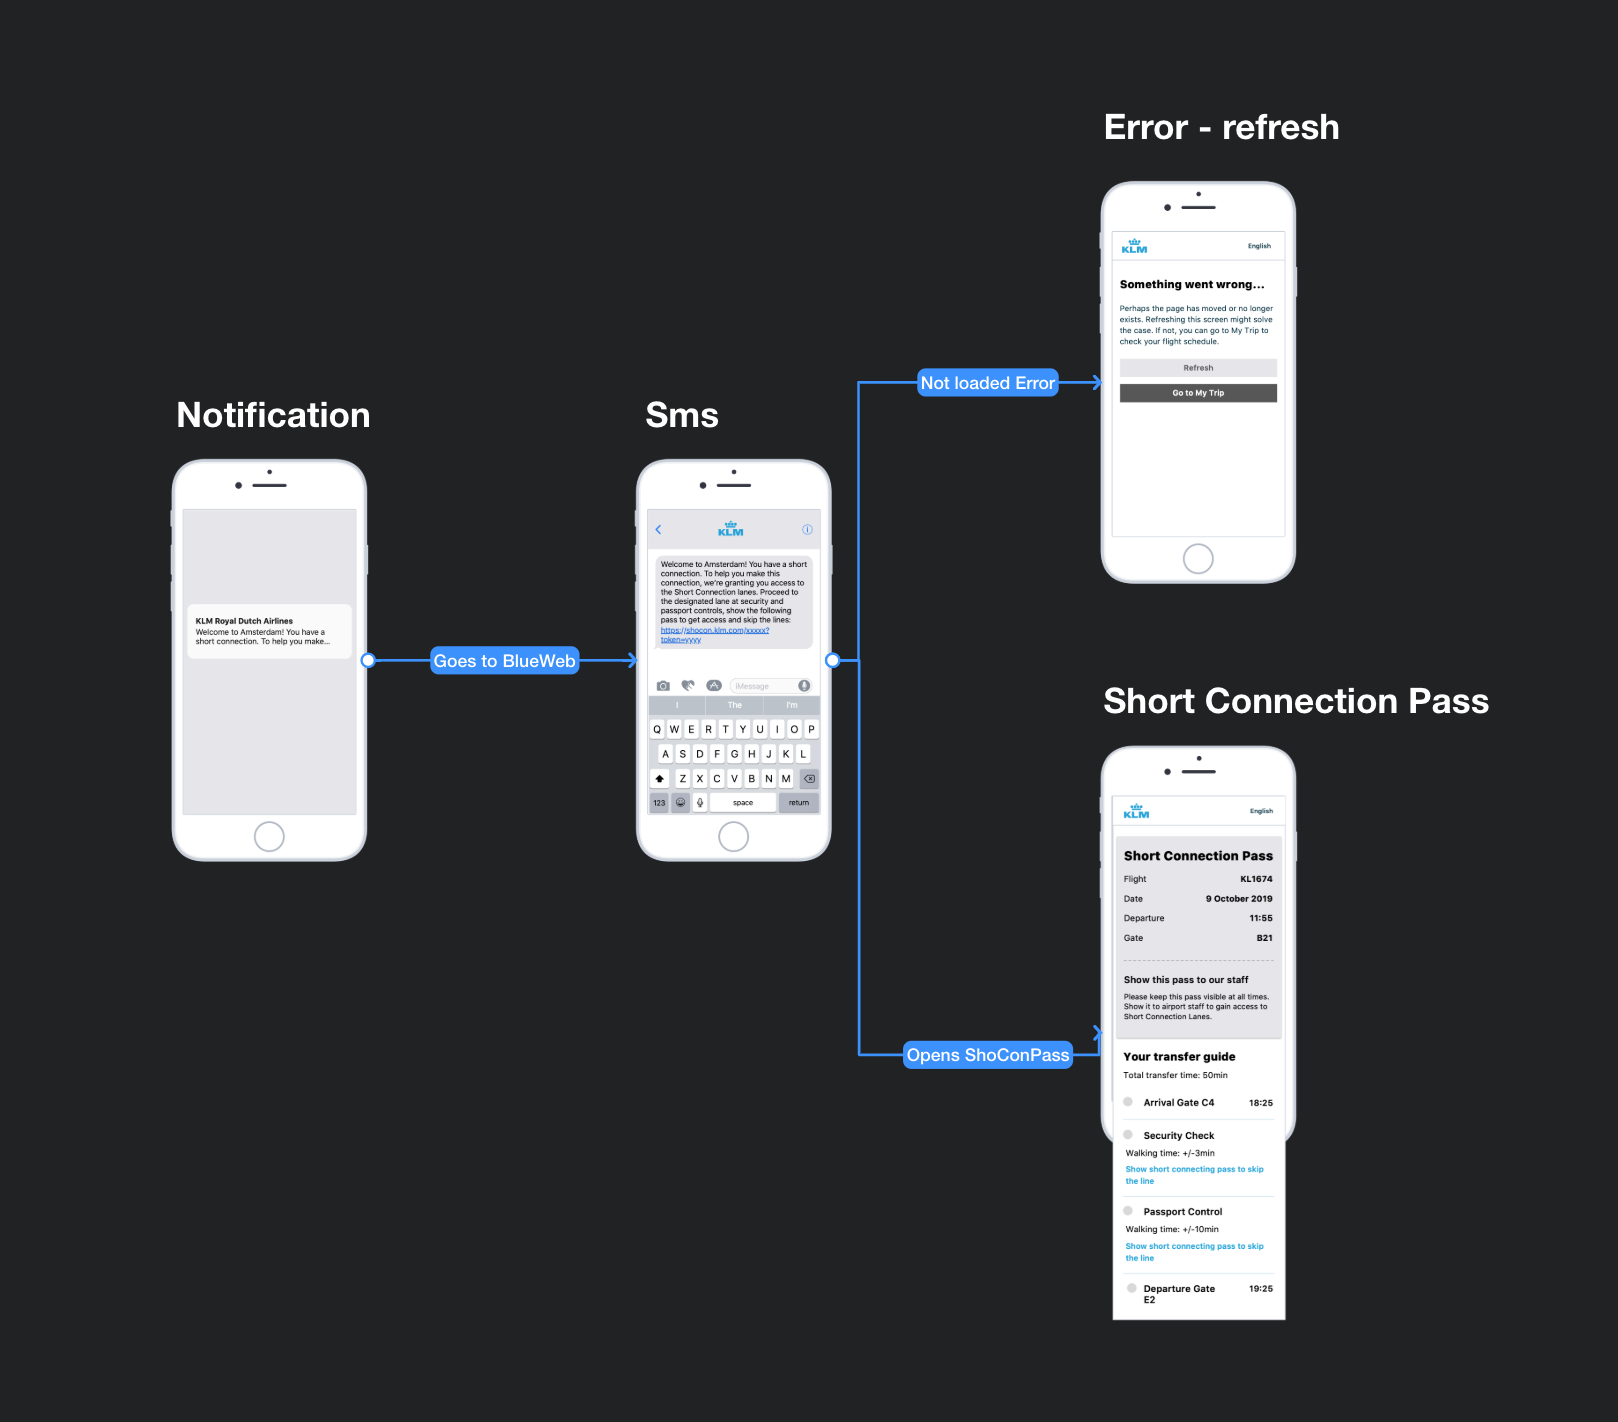 Error - refresh
KLM
English
Something went wrong...
Perhaps the page has moved or no longer
exists. Refreshing this screen might solve
the case. If not, you can go to My Trip to
check your flight schedule.
Refresh
Go to My Trip
Not loaded Error
Notification
KLM Royal Dutch Airlines
Welcome to Amsterdam! You have a
short connection. To help you make...
Goes to BlueWeb
Sms
KLM
Welcome to Amsterdam! You have a short
connection. To help you make this
connection, we're granting you access to
the Short Connection lanes. Proceed to
the designated lane at security and
passport controls, show the following
pass to get access and skip the lines:
https://shocon.klm.com/xxxxx?
token=yyyy
iMessage
I The I'm
Q W E R T Y U I O P
A S D F G H J K L
Z X C V B N M
123 space return
Opens ShoConPass
Short Connection Pass
KLM
English
Short Connection Pass
Flight KL1674
Date 9 October 2019
Departure 11:55
Gate B21
Show this pass to our staff
Please keep this pass visible at all times.
Show it to airport staff to gain access to
Short Connection Lanes.
Your transfer guide
Total transfer time: 50min
Arrival Gate C4 18:25
Security Check
Walking time: +/-3min
Show short connecting pass to skip
the line
Passport Control
Walking time: +/-10min
Show short connecting pass to skip
the line
Departure Gate 19:25
E2